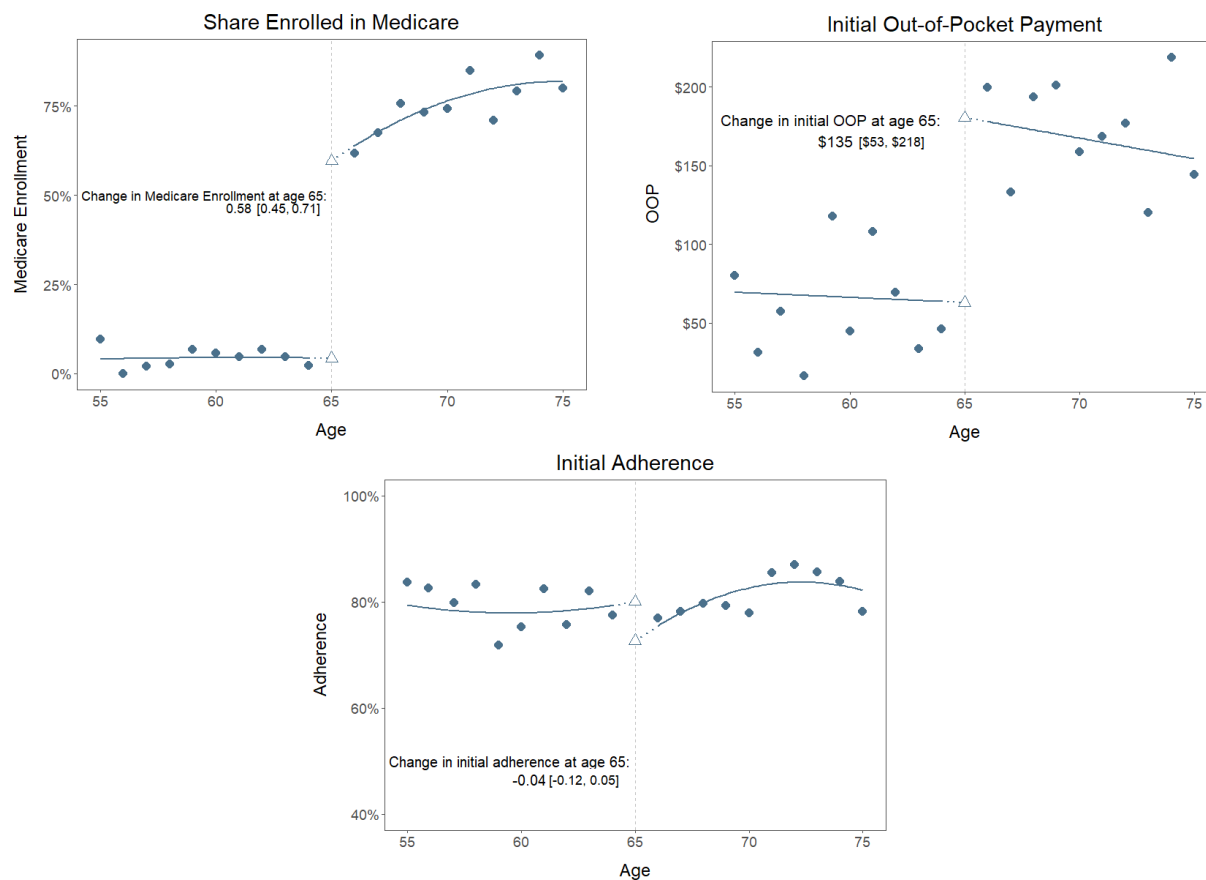 Share Enrolled in Medicare
Medicare Enrollment
75%
50%
25%
0%
Change in Medicare Enrollment at age 65:
0.58 [0.45, 0.71]
55 60 65 70 75
Age
Initial Out-of-Pocket Payment
OOP
$200
$150
$100
$50
Change in initial OOP at age 65:
$135 [$53, $218]
55 60 65 70 75
Age
Initial Adherence
Adherence
100%
80%
60%
40%
Change in initial adherence at age 65:
-0.04 [-0.12, 0.05]
55 60 65 70 75
Age